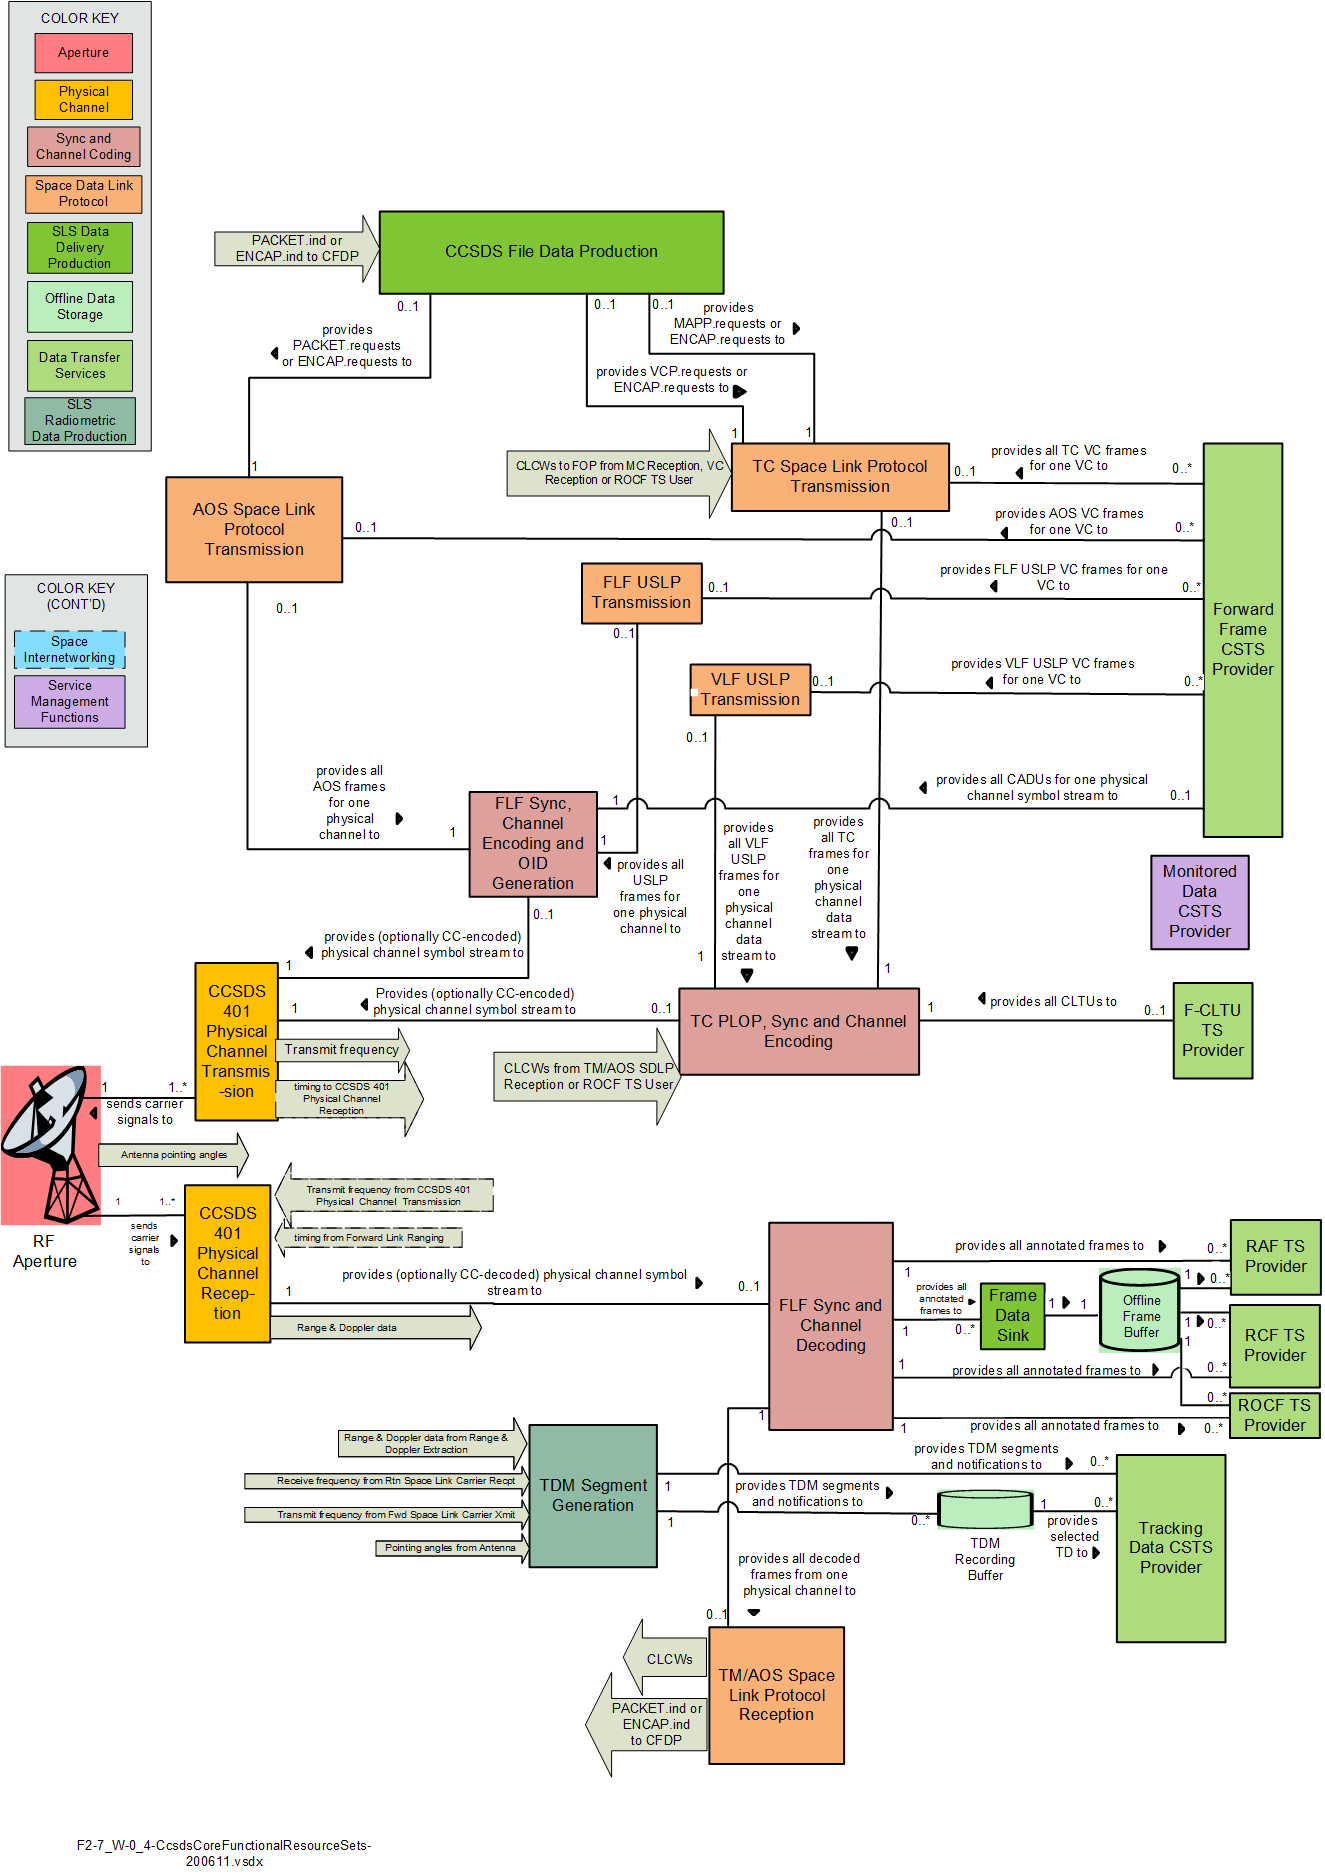 COLOR KEY
Aperture
Physical
Channel
Sync and
Channel Coding
Space Data Link
Protocol
SLS Data
Delivery
Production
Offline Data
Storage
Data Transfer
Services
SLS
Radiometric
Data Production
COLOR KEY
(CONT'D)
Space
Internetworking
Service
Management
Functions
PACKET.ind or
ENCAP.ind to CFDP
CCSDS File Data Production
0..1
0..1
0..1
provides
PACKET.requests
or ENCAP.requests to
provides
MAPP.requests or
ENCAP.requests to
provides VCP.requests or
ENCAP.requests to
1
1
1
CLCWs to FOP from MC Reception, VC
Reception or ROCF TS User
TC Space Link Protocol
Transmission
0..1
provides all TC VC frames
for one VC to
0..*
AOS Space Link
Protocol
Transmission
0..1
0..1
provides AOS VC frames
for one VC to
0..*
0..1
FLF USLP
Transmission
0..1
provides FLF USLP VC frames for one
VC to
0..*
0..1
Forward
Frame
CSTS
Provider
VLF USLP
Transmission
0..1
provides VLF USLP VC frames
for one VC to
0..*
0..1
provides all
AOS frames
for one
physical
channel to
1
FLF Sync,
Channel
Encoding and
OID
Generation
1
provides all CADUs for one physical
channel symbol stream to
0..1
1
provides all
USLP
frames for
one physical
channel to
provides
all VLF
USLP
frames for
one
physical
channel
data
stream to
provides
all TC
frames for
one
physical
channel
data
stream to
Monitored
Data
CSTS
Provider
0..1
provides (optionally CC-encoded)
physical channel symbol stream to
1
1
1
CCSDS
401
Physical
Channel
Transmis
-sion
1
Provides (optionally CC-encoded)
physical channel symbol stream to
0..1
TC PLOP, Sync and Channel
Encoding
1
provides all CLTUs to
0..1
F-CLTU
TS
Provider
Transmit frequency
timing to CCSDS 401
Physical Channel
Reception
CLCWs from TM/AOS SDLP
Reception or ROCF TS User
1
1..*
sends carrier
signals to
Antenna pointing angles
RF
Aperture
1
1..*
sends
carrier
signals
to
CCSDS
401
Physical
Channel
Recep-
tion
Transmit frequency from CCSDS 401
Physical Channel Transmission
timing from Forward Link Ranging
1
provides (optionally CC-decoded) physical channel symbol
stream to
0..1
Range & Doppler data
FLF Sync and
Channel
Decoding
provides all annotated frames to
0..*
1
RAF TS
Provider
provides all
annotated
frames to
1
0..*
Frame
Data
Sink
1
1
Offline
Frame
Buffer
1
0..*
1
0..*
1
RCF TS
Provider
1
provides all annotated frames to
0..*
0..*
ROCF TS
Provider
1
provides all annotated frames to
0..*
1
Range & Doppler data from Range &
Doppler Extraction
Receive frequency from Rtn Space Link Carrier Recpt
Transmit frequency from Fwd Space Link Carrier Xmit
Pointing angles from Antenna
TDM Segment
Generation
provides TDM segments
and notifications to
0..*
1
provides TDM segments
and notifications to
1
0..*
TDM
Recording
Buffer
1
0..*
provides
selected
TD to
Tracking
Data CSTS
Provider
provides all decoded
frames from one
physical channel to
0..1
CLCWs
PACKET.ind or
ENCAP.ind
to CFDP
TM/AOS Space
Link Protocol
Reception
F2-7_W-0_4-CcsdsCoreFunctionalResourceSets-
200611.vsdx